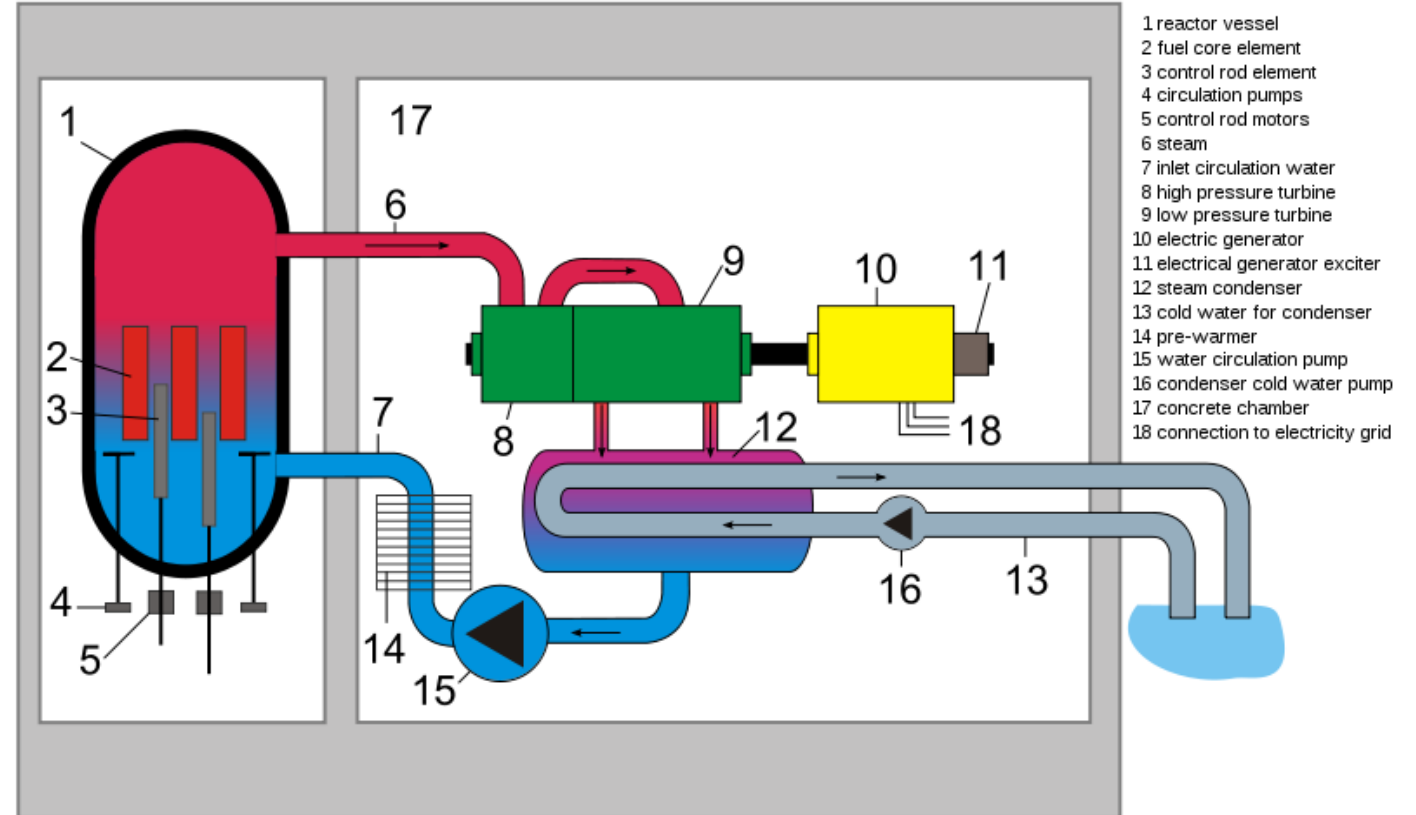 1 reactor vessel
2 fuel core element
3 control rod element
4 circulation pumps
5 control rod motors
6 steam
7 inlet circulation water
8 high pressure turbine
9 low pressure turbine
10 electric generator
11 electrical generator exciter
12 steam condenser
13 cold water for condenser
14 pre-warmer
15 water circulation pump
16 condenser cold water pump
17 concrete chamber
18 connection to electricity grid
1
17
6
9
10
11
2
3
7
8
12
18
4
5
14
15
16
13